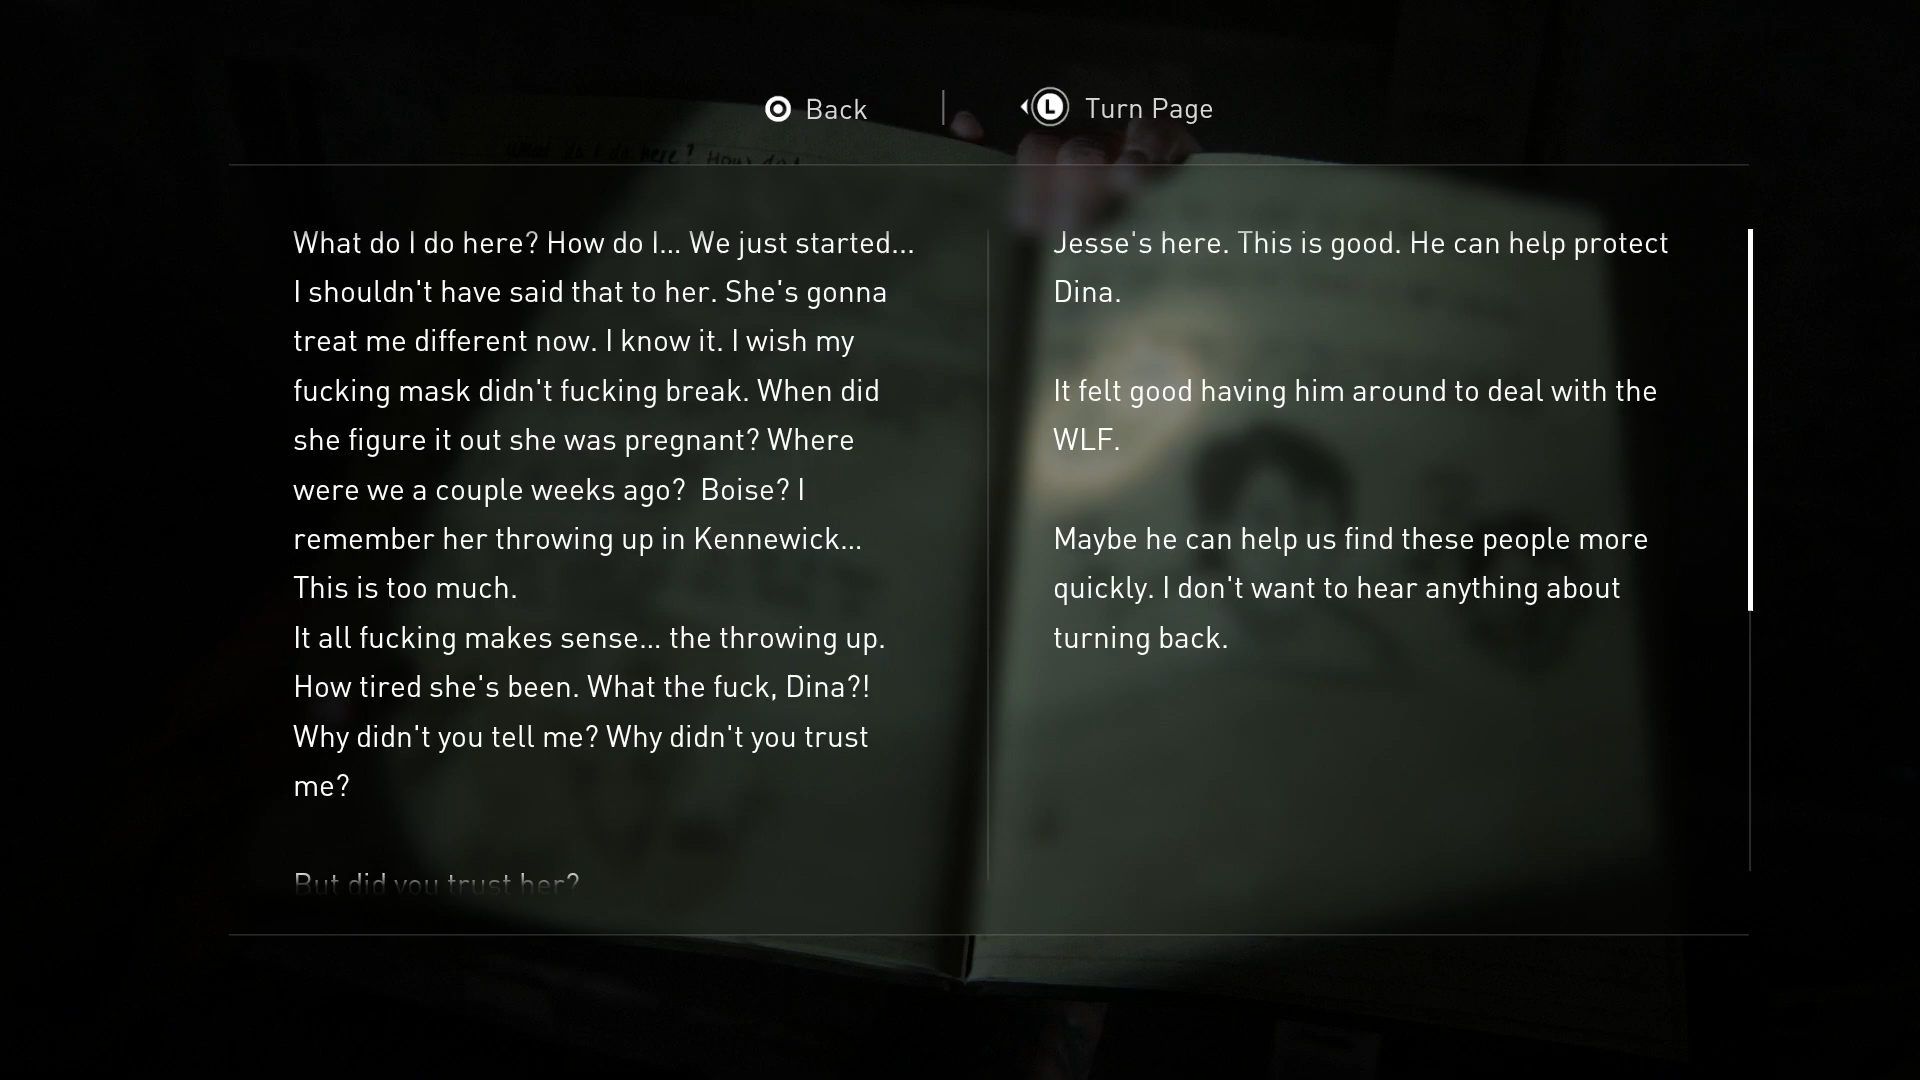 Back
L
Turn Page
What do I do here? How do I...
What do I do here? How do I... We just started...
I shouldn't have said that to her. She's gonna
treat me different now. I know it. I wish my
fucking mask didn't fucking break. When did
she figure it out she was pregnant? Where
were we a couple weeks ago?  Boise? I
remember her throwing up in Kennewick...
This is too much.
It all fucking makes sense... the throwing up.
How tired she's been. What the fuck, Dina?!
Why didn't you tell me? Why didn't you trust
me?
But did you trust her?
Jesse's here. This is good. He can help protect
Dina.
It felt good having him around to deal with the
WLF.
Maybe he can help us find these people more
quickly. I don't want to hear anything about
turning back.